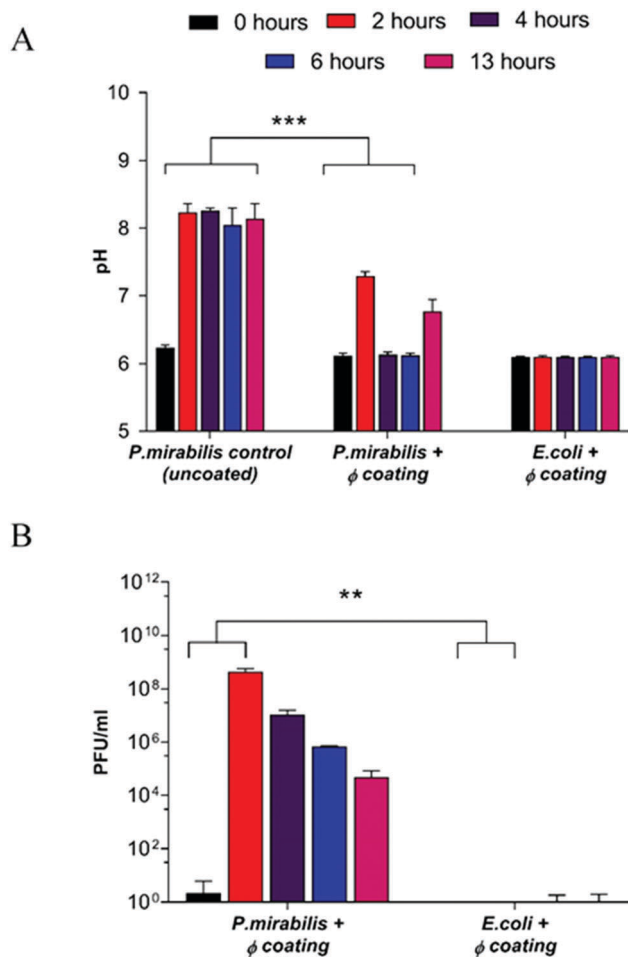 A
0 hours 2 hours 4 hours
6 hours 13 hours
10
9
8
7
6
5
pH
***
P.mirabilis control
(uncoated)
P.mirabilis +
ϕ coating
E.coli +
ϕ coating
B
10¹²
10¹⁰
10⁸
10⁶
10⁴
10²
10⁰
PFU/ml
**
P.mirabilis +
ϕ coating
E.coli +
ϕ coating